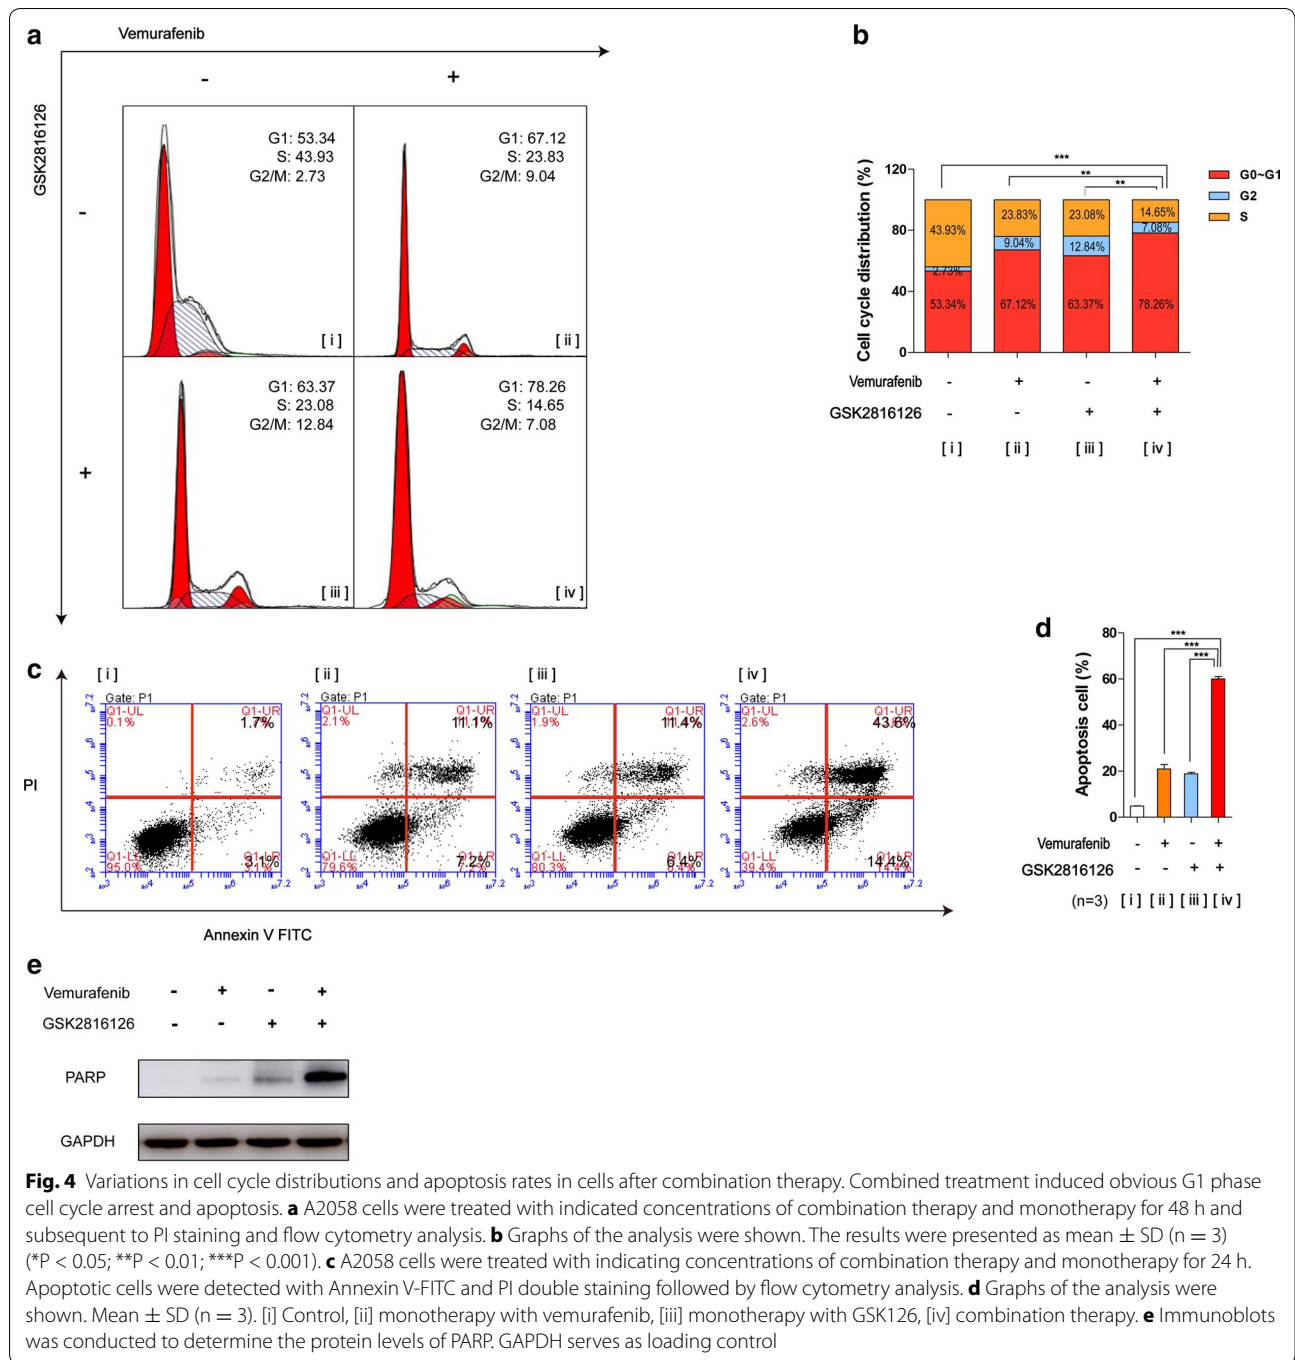 a
Vemurafenib
GSK2816126
-
+
-
+
G1: 53.34
S: 43.93
G2/M: 2.73
[ i ]
G1: 67.12
S: 23.83
G2/M: 9.04
[ ii ]
G1: 63.37
S: 23.08
G2/M: 12.84
[ iii ]
G1: 78.26
S: 14.65
G2/M: 7.08
[ iv ]
b
Cell cycle distribution (%)
120
80
40
0
***
**
**
43.93%
2.73%
53.34%
23.83%
9.04%
67.12%
23.08%
12.84%
63.37%
14.65%
7.08%
78.26%
G0~G1
G2
S
Vemurafenib - + - +
GSK2816126 - - + +
[ i ] [ ii ] [ iii ] [ iv ]
c
PI
[ i ] [ ii ] [ iii ] [ iv ]
Gate: P1 Gate: P1 Gate: P1 Gate: P1
Q1-UL Q1-UR Q1-UL Q1-UR Q1-UL Q1-UR Q1-UL Q1-UR
0.1% 1.7% 2.1% 11.1% 1.9% 11.4% 2.6% 43.6%
Q1-LL Q1-LR Q1-LL Q1-LR Q1-LL Q1-LR Q1-LL Q1-LR
95.0% 3.1% 79.6% 7.2% 80.3% 6.4% 39.4% 14.4%
Annexin V FITC
d
Apoptosis cell (%)
80
60
40
20
0
***
***
***
Vemurafenib - + - +
GSK2816126 - - + +
(n=3) [ i ] [ ii ] [ iii ] [ iv ]
e
Vemurafenib - + - +
GSK2816126 - - + +
PARP
GAPDH
Fig. 4 Variations in cell cycle distributions and apoptosis rates in cells after combination therapy. Combined treatment induced obvious G1 phase
cell cycle arrest and apoptosis. a A2058 cells were treated with indicated concentrations of combination therapy and monotherapy for 48 h and
subsequent to PI staining and flow cytometry analysis. b Graphs of the analysis were shown. The results were presented as mean ± SD (n = 3)
(*P < 0.05; **P < 0.01; ***P < 0.001). c A2058 cells were treated with indicating concentrations of combination therapy and monotherapy for 24 h.
Apoptotic cells were detected with Annexin V-FITC and PI double staining followed by flow cytometry analysis. d Graphs of the analysis were
shown. Mean ± SD (n = 3). [i] Control, [ii] monotherapy with vemurafenib, [iii] monotherapy with GSK126, [iv] combination therapy. e Immunoblots
was conducted to determine the protein levels of PARP. GAPDH serves as loading control